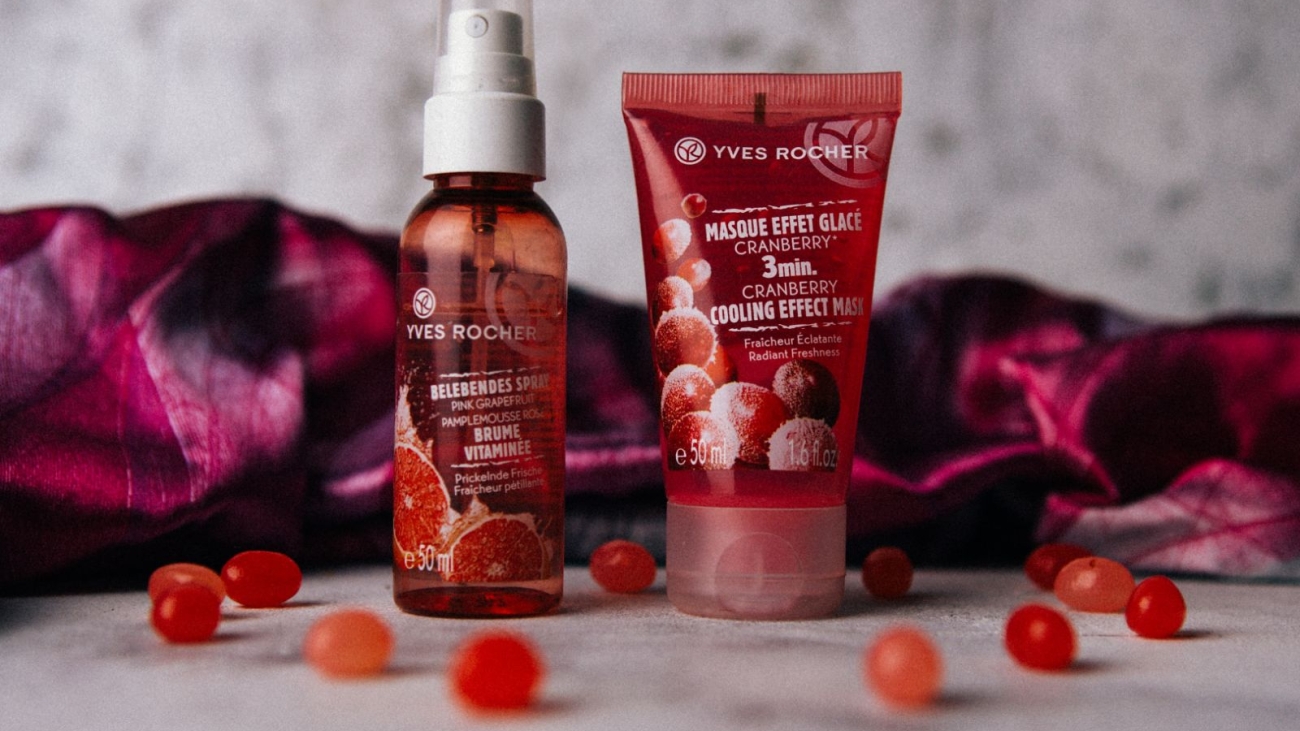 YVES ROCHER
BELEBENDES SPRAY
PINK GRAPEFRUIT
PAMPLEMOUSSE ROSE
BRUME
VITAMINÉE
Prickelnde Frische
Fraîcheur pétillante
e 50 ml
YVES ROCHER
MASQUE EFFET GLACÉ
CRANBERRY*
3min.
CRANBERRY
COOLING EFFECT MASK
Fraîcheur Éclatante
Radiant Freshness
e 50 ml 1.6 fl.oz